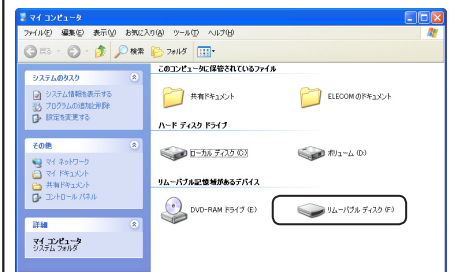 マイ コンピュータ
ファイル(F) 編集(E) 表示(V) お気に入り(A) ツール(T) ヘルプ(H)
戻る 検索 フォルダ
システムのタスク
システム情報を表示する
プログラムの追加と削除
設定を変更する
その他
マイ ネットワーク
マイ ドキュメント
共有ドキュメント
コントロール パネル
詳細
マイ コンピュータ
システム フォルダ
このコンピュータに保管されているファイル
共有ドキュメント
ELECOM のドキュメント
ハード ディスク ドライブ
ローカル ディスク (C:)
ボリューム (D:)
リムーバブル記憶域があるデバイス
DVD-RAM ドライブ (E:)
リムーバブル ディスク (F:)